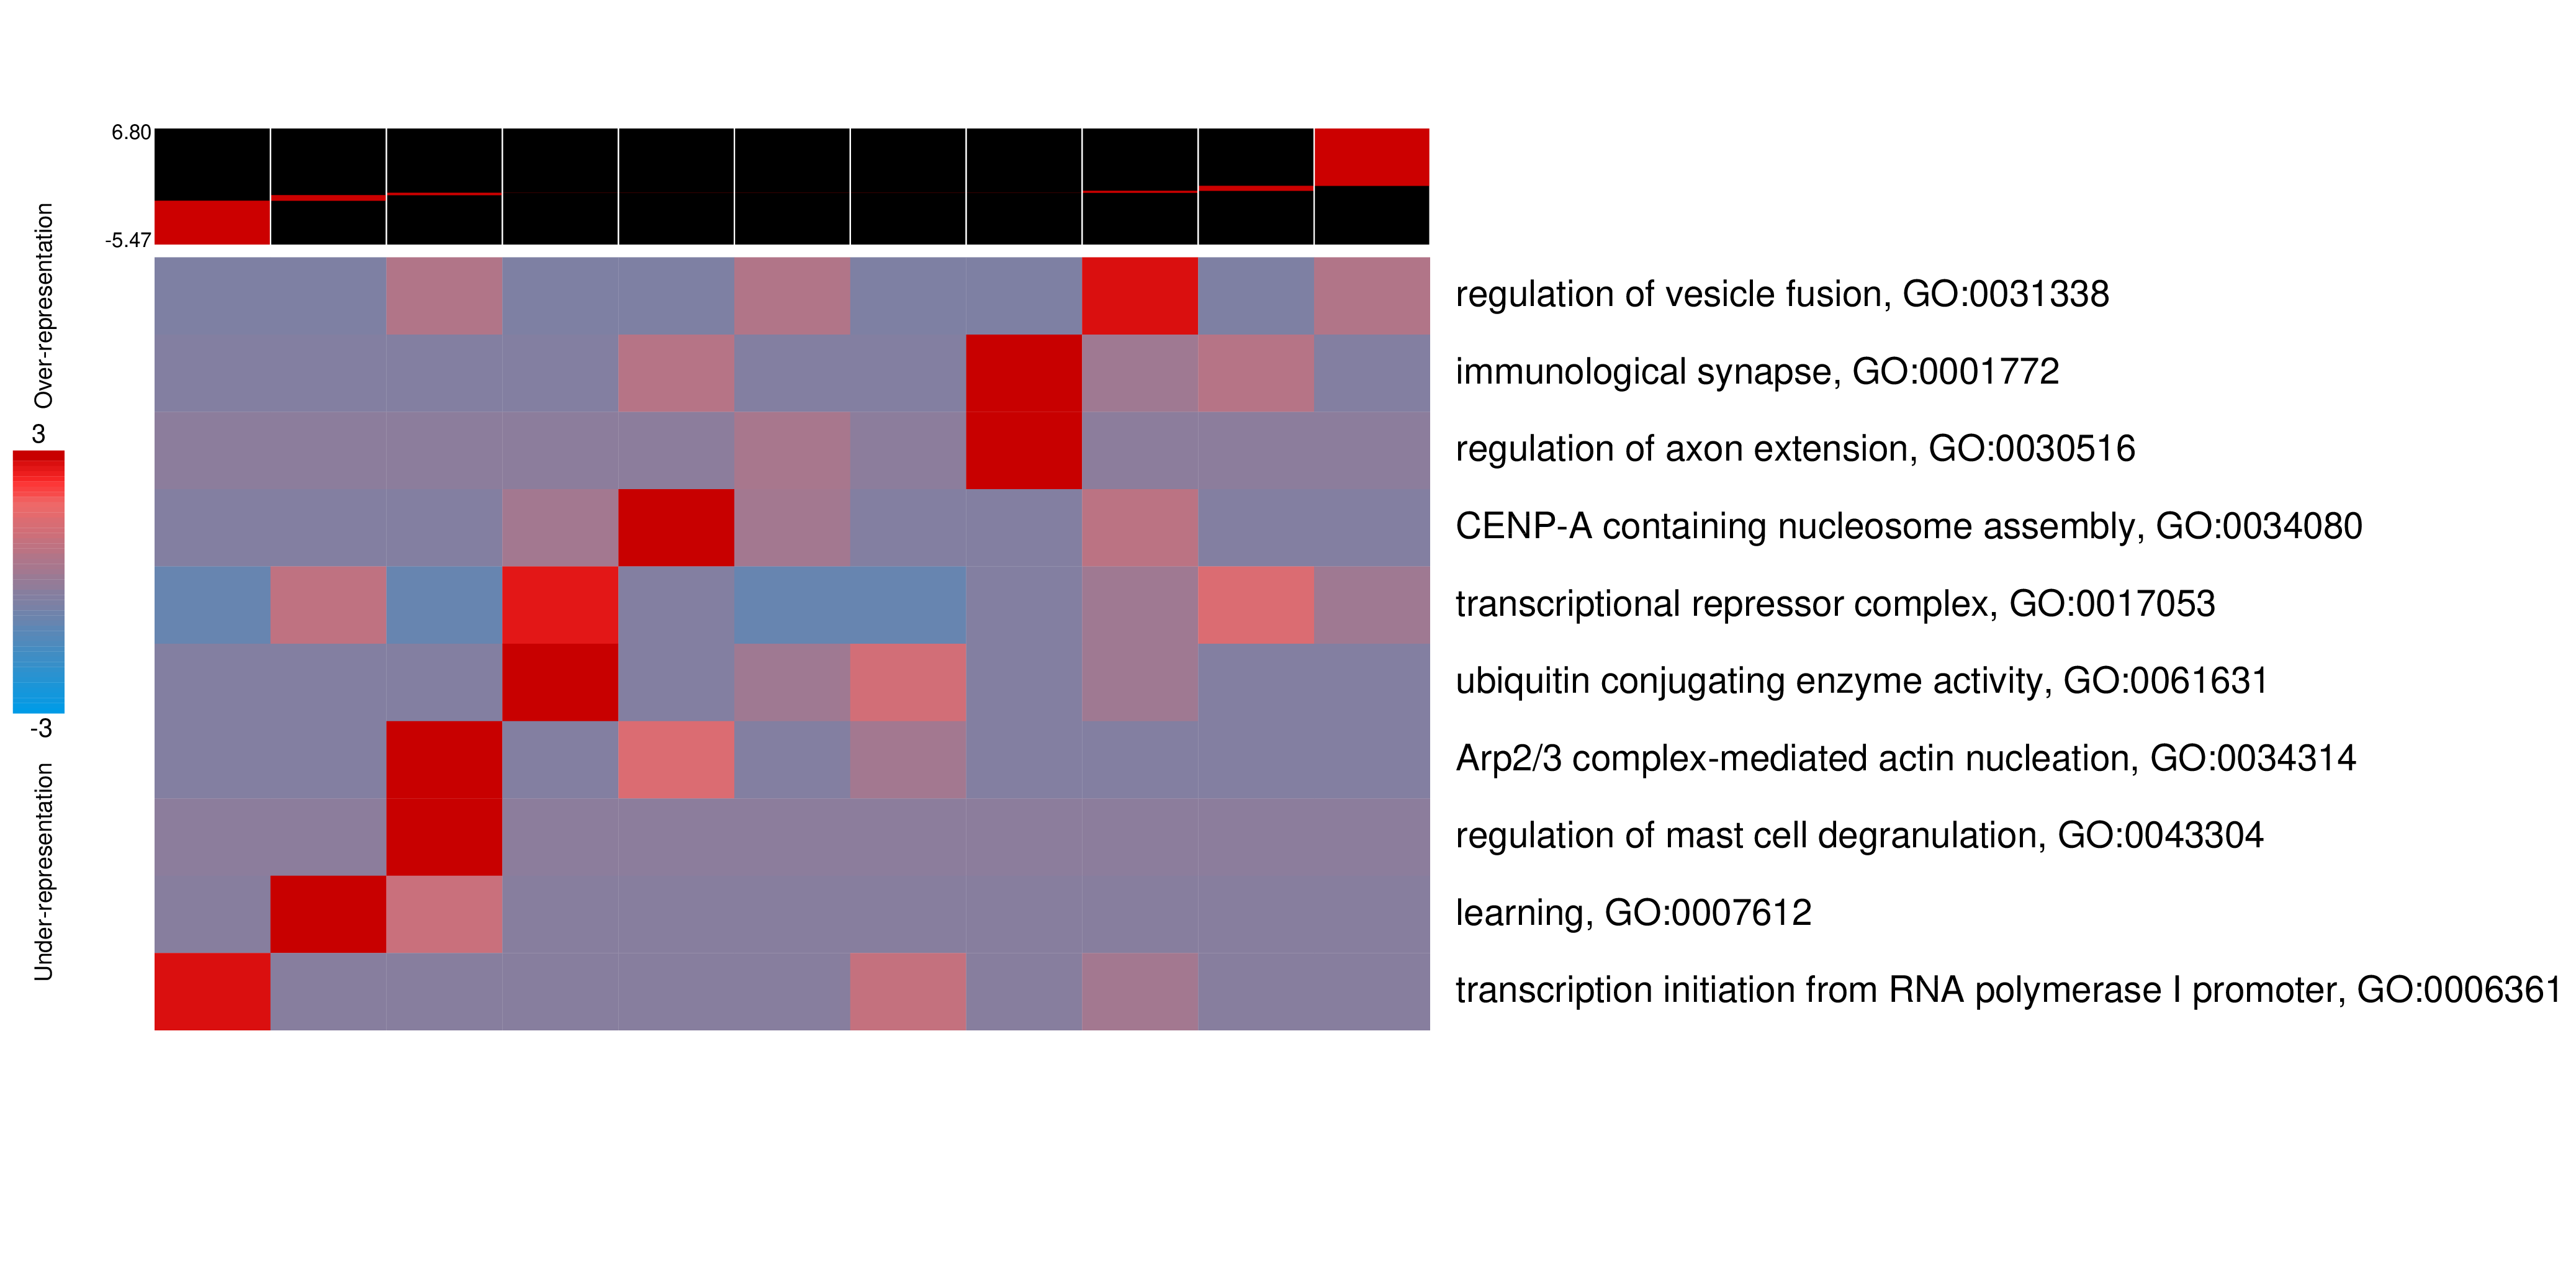 6.80
-5.47
Over-representation
3
-3
Under-representation
regulation of vesicle fusion, GO:0031338
immunological synapse, GO:0001772
regulation of axon extension, GO:0030516
CENP-A containing nucleosome assembly, GO:0034080
transcriptional repressor complex, GO:0017053
ubiquitin conjugating enzyme activity, GO:0061631
Arp2/3 complex-mediated actin nucleation, GO:0034314
regulation of mast cell degranulation, GO:0043304
learning, GO:0007612
transcription initiation from RNA polymerase I promoter, GO:0006361